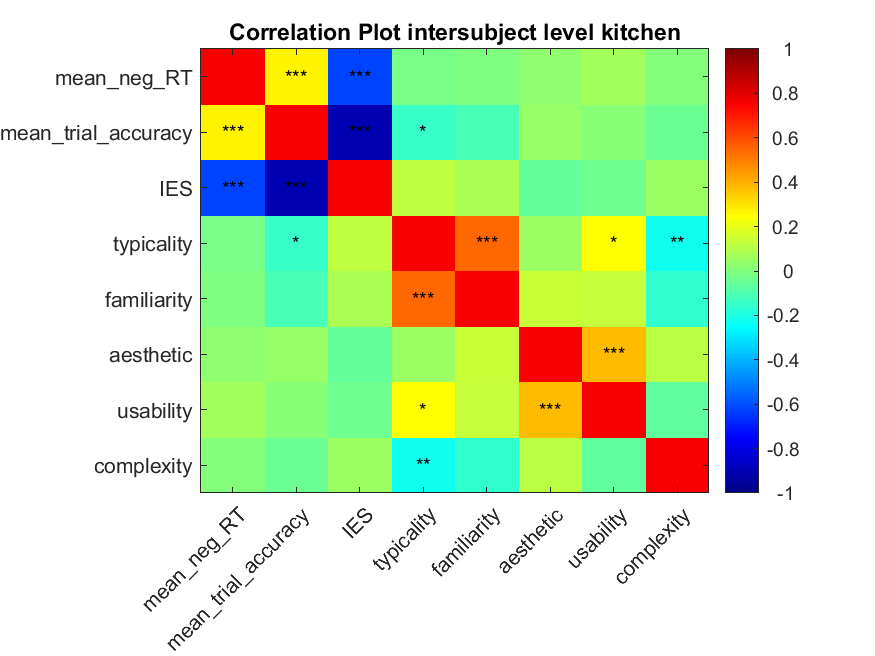 Correlation Plot intersubject level kitchen
mean_neg_RT *** ***
mean_trial_accuracy *** *** *
IES *** ***
typicality * *** * **
familiarity ***
aesthetic ***
usability * ***
complexity **
mean_neg_RT
mean_trial_accuracy
IES
typicality
familiarity
aesthetic
usability
complexity
1
0.8
0.6
0.4
0.2
0
-0.2
-0.4
-0.6
-0.8
-1